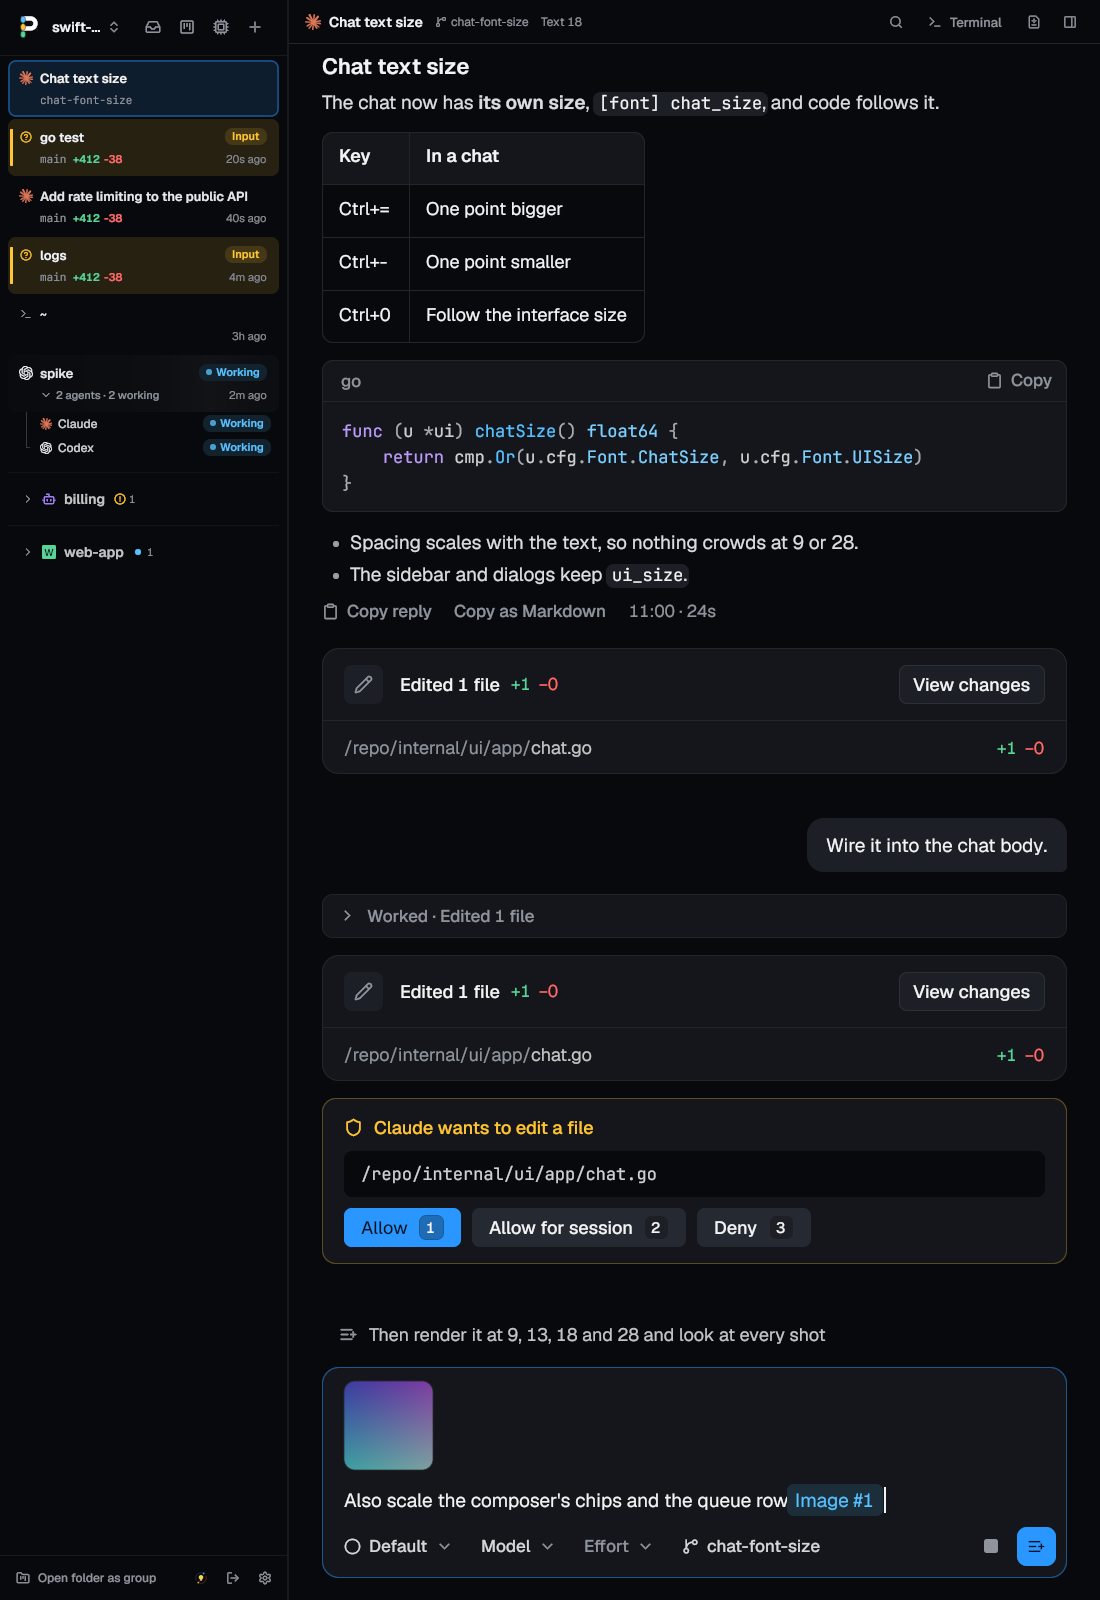 swift-...
Chat text size
chat-font-size
go test
Input
main +412 -38
20s ago
Add rate limiting to the public API
main +412 -38
40s ago
logs
Input
main +412 -38
4m ago
~
3h ago
spike
Working
2 agents · 2 working
2m ago
Claude
Working
Codex
Working
billing
1
W
web-app
1
Open folder as group
Chat text size
chat-font-size
Text 18
Terminal
Chat text size
The chat now has its own size, [font] chat_size, and code follows it.
Key In a chat
Ctrl+= One point bigger
Ctrl+- One point smaller
Ctrl+0 Follow the interface size
go
Copy
func (u *ui) chatSize() float64 {
    return cmp.Or(u.cfg.Font.ChatSize, u.cfg.Font.UISize)
}
• Spacing scales with the text, so nothing crowds at 9 or 28.
• The sidebar and dialogs keep ui_size.
Copy reply Copy as Markdown 11:00 · 24s
Edited 1 file +1 −0
View changes
/repo/internal/ui/app/chat.go
+1 −0
Wire it into the chat body.
Worked · Edited 1 file
Edited 1 file +1 −0
View changes
/repo/internal/ui/app/chat.go
+1 −0
Claude wants to edit a file
/repo/internal/ui/app/chat.go
Allow 1
Allow for session 2
Deny 3
Then render it at 9, 13, 18 and 28 and look at every shot
Also scale the composer's chips and the queue row Image #1
Default
Model
Effort
chat-font-size